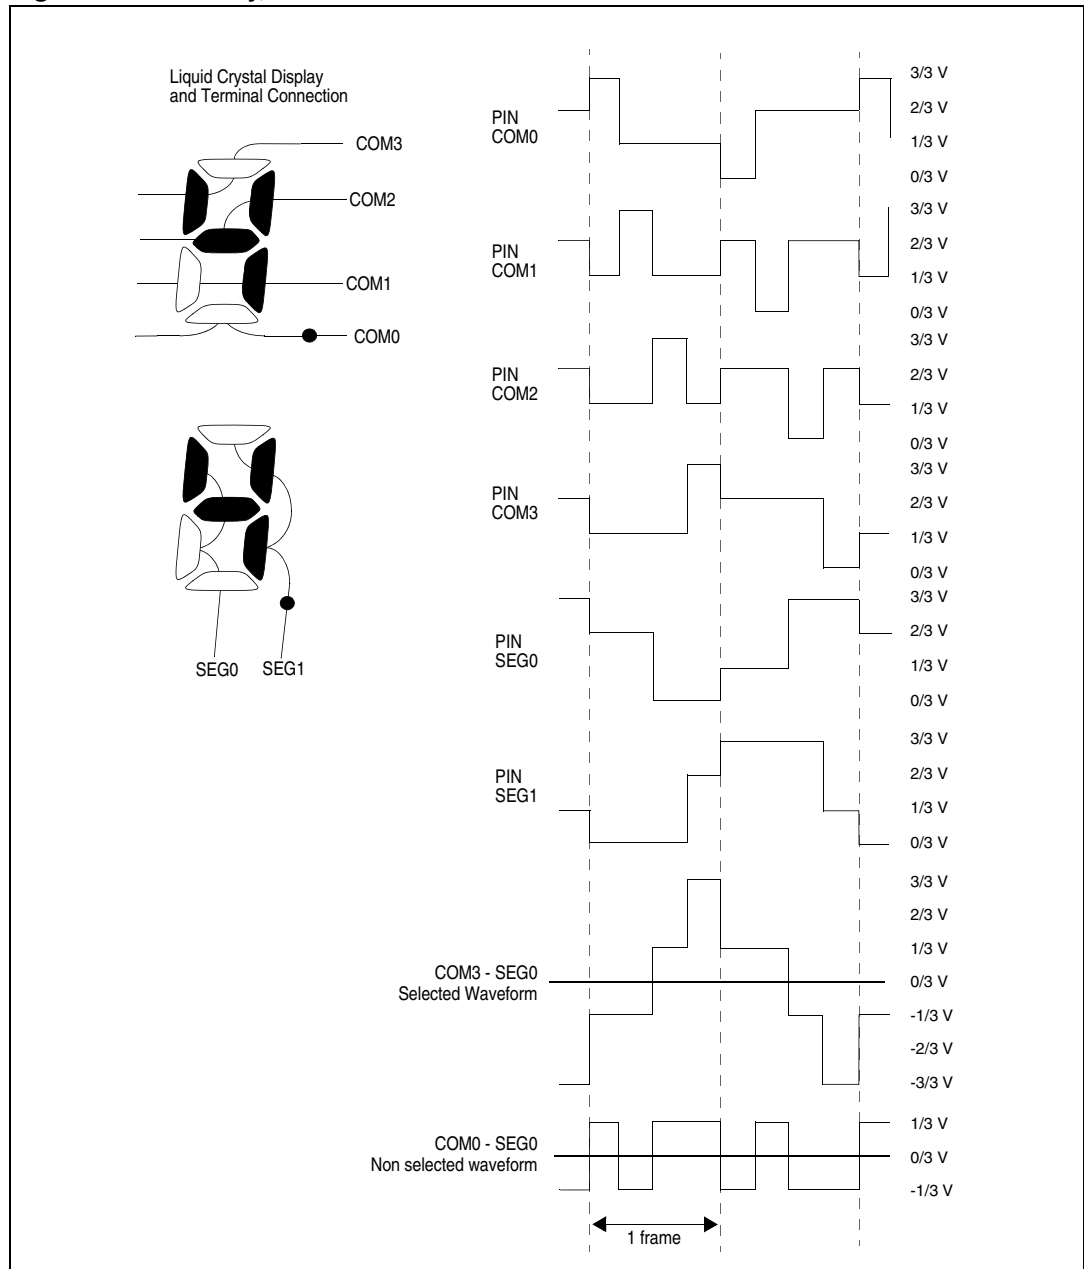 Liquid Crystal Display
and Terminal Connection
COM3
COM2
COM1
COM0
SEG0
SEG1
PIN
COM0
3/3 V
2/3 V
1/3 V
0/3 V
PIN
COM1
3/3 V
2/3 V
1/3 V
0/3 V
PIN
COM2
3/3 V
2/3 V
1/3 V
0/3 V
PIN
COM3
3/3 V
2/3 V
1/3 V
0/3 V
PIN
SEG0
3/3 V
2/3 V
1/3 V
0/3 V
PIN
SEG1
3/3 V
2/3 V
1/3 V
0/3 V
COM3 - SEG0
Selected Waveform
3/3 V
2/3 V
1/3 V
0/3 V
-1/3 V
-2/3 V
-3/3 V
COM0 - SEG0
Non selected waveform
1/3 V
0/3 V
-1/3 V
1 frame